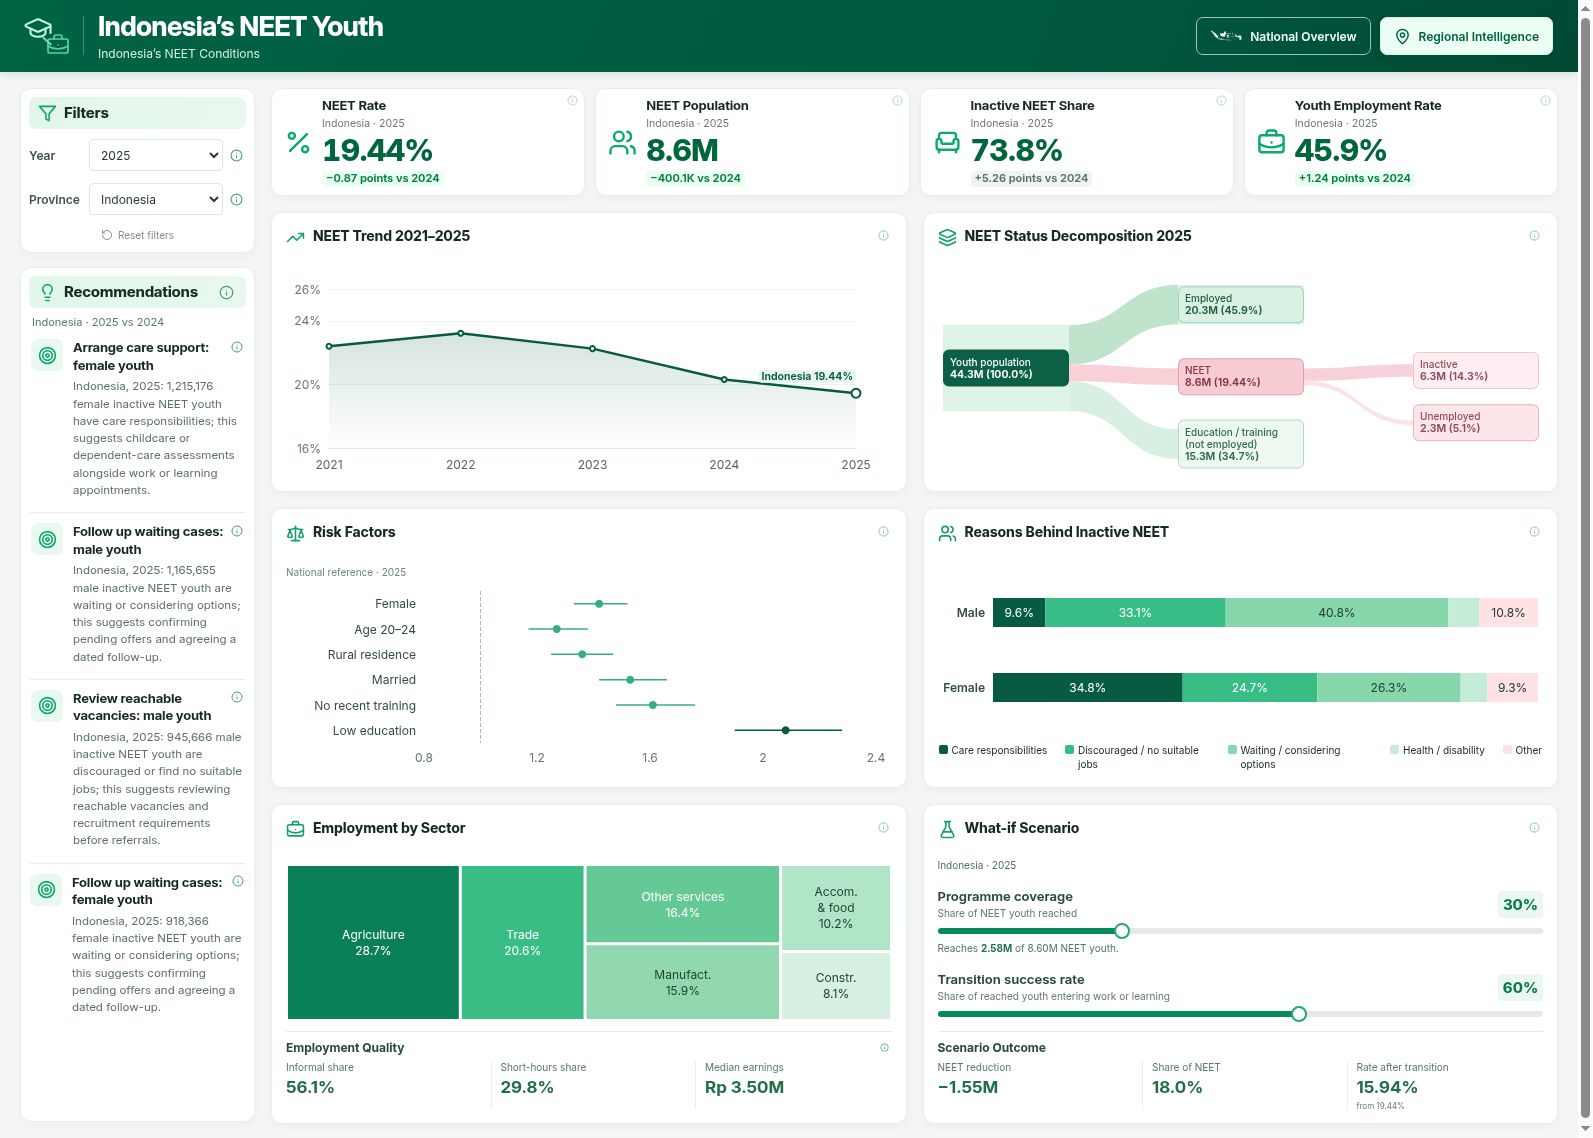 Indonesia’s NEET Youth
Indonesia’s NEET Conditions
National Overview
Regional Intelligence
Filters
Year
2025
Province
Indonesia
Reset filters
Recommendations
Indonesia · 2025 vs 2024
Arrange care support:
female youth
Indonesia, 2025: 1,215,176
female inactive NEET youth
have care responsibilities; this
suggests childcare or
dependent-care assessments
alongside work or learning
appointments.
Follow up waiting cases:
male youth
Indonesia, 2025: 1,165,655
male inactive NEET youth are
waiting or considering options;
this suggests confirming
pending offers and agreeing a
dated follow-up.
Review reachable
vacancies: male youth
Indonesia, 2025: 945,666 male
inactive NEET youth are
discouraged or find no suitable
jobs; this suggests reviewing
reachable vacancies and
recruitment requirements
before referrals.
Follow up waiting cases:
female youth
Indonesia, 2025: 918,366
female inactive NEET youth are
waiting or considering options;
this suggests confirming
pending offers and agreeing a
dated follow-up.
NEET Rate
Indonesia · 2025
19.44%
−0.87 points vs 2024
NEET Population
Indonesia · 2025
8.6M
−400.1K vs 2024
Inactive NEET Share
Indonesia · 2025
73.8%
+5.26 points vs 2024
Youth Employment Rate
Indonesia · 2025
45.9%
+1.24 points vs 2024
NEET Trend 2021–2025
26%
24%
20%
16%
Indonesia 19.44%
2021 2022 2023 2024 2025
NEET Status Decomposition 2025
Youth population
44.3M (100.0%)
Employed
20.3M (45.9%)
NEET
8.6M (19.44%)
Education / training
(not employed)
15.3M (34.7%)
Inactive
6.3M (14.3%)
Unemployed
2.3M (5.1%)
Risk Factors
National reference · 2025
Female
Age 20–24
Rural residence
Married
No recent training
Low education
0.8 1.2 1.6 2 2.4
Reasons Behind Inactive NEET
Male 9.6% 33.1% 40.8% 10.8%
Female 34.8% 24.7% 26.3% 9.3%
Care responsibilities
Discouraged / no suitable
jobs
Waiting / considering
options
Health / disability
Other
Employment by Sector
Agriculture
28.7%
Trade
20.6%
Other services
16.4%
Manufact.
15.9%
Accom.
& food
10.2%
Constr.
8.1%
Employment Quality
Informal share
56.1%
Short-hours share
29.8%
Median earnings
Rp 3.50M
What-if Scenario
Indonesia · 2025
Programme coverage
Share of NEET youth reached
30%
Reaches 2.58M of 8.60M NEET youth.
Transition success rate
Share of reached youth entering work or learning
60%
Scenario Outcome
NEET reduction
−1.55M
Share of NEET
18.0%
Rate after transition
15.94%
from 19.44%